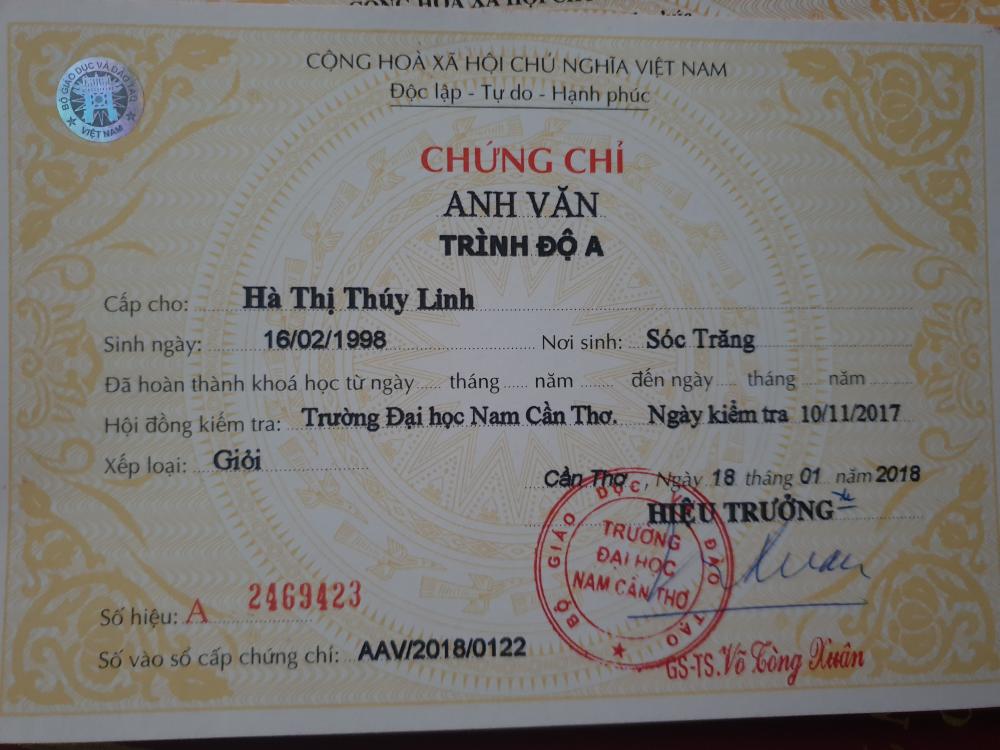 CỘNG HOÀ XÃ HỘI CHỦ NGHĨA VIỆT NAM
Độc lập - Tự do - Hạnh phúc
BỘ GIÁO DỤC VÀ ĐÀO TẠO
VIỆT NAM
CHỨNG CHỈ
ANH VĂN
TRÌNH ĐỘ A
Cấp cho: Hà Thị Thúy Linh
Sinh ngày: 16/02/1998 Nơi sinh: Sóc Trăng
Đã hoàn thành khoá học từ ngày ..... tháng ..... năm ....... đến ngày ..... tháng ..... năm ..........
Hội đồng kiểm tra: Trường Đại học Nam Cần Thơ. Ngày kiểm tra 10/11/2017
Xếp loại: Giỏi
Cần Thơ, Ngày 18 tháng 01 năm 2018
HIỆU TRƯỞNG
BỘ GIÁO DỤC VÀ ĐÀO TẠO
TRƯỜNG
ĐẠI HỌC
NAM CẦN THƠ
Xuan
Số hiệu: A 2469423
Số vào sổ cấp chứng chỉ: AAV/2018/0122
GS-TS. Võ Tòng Xuân